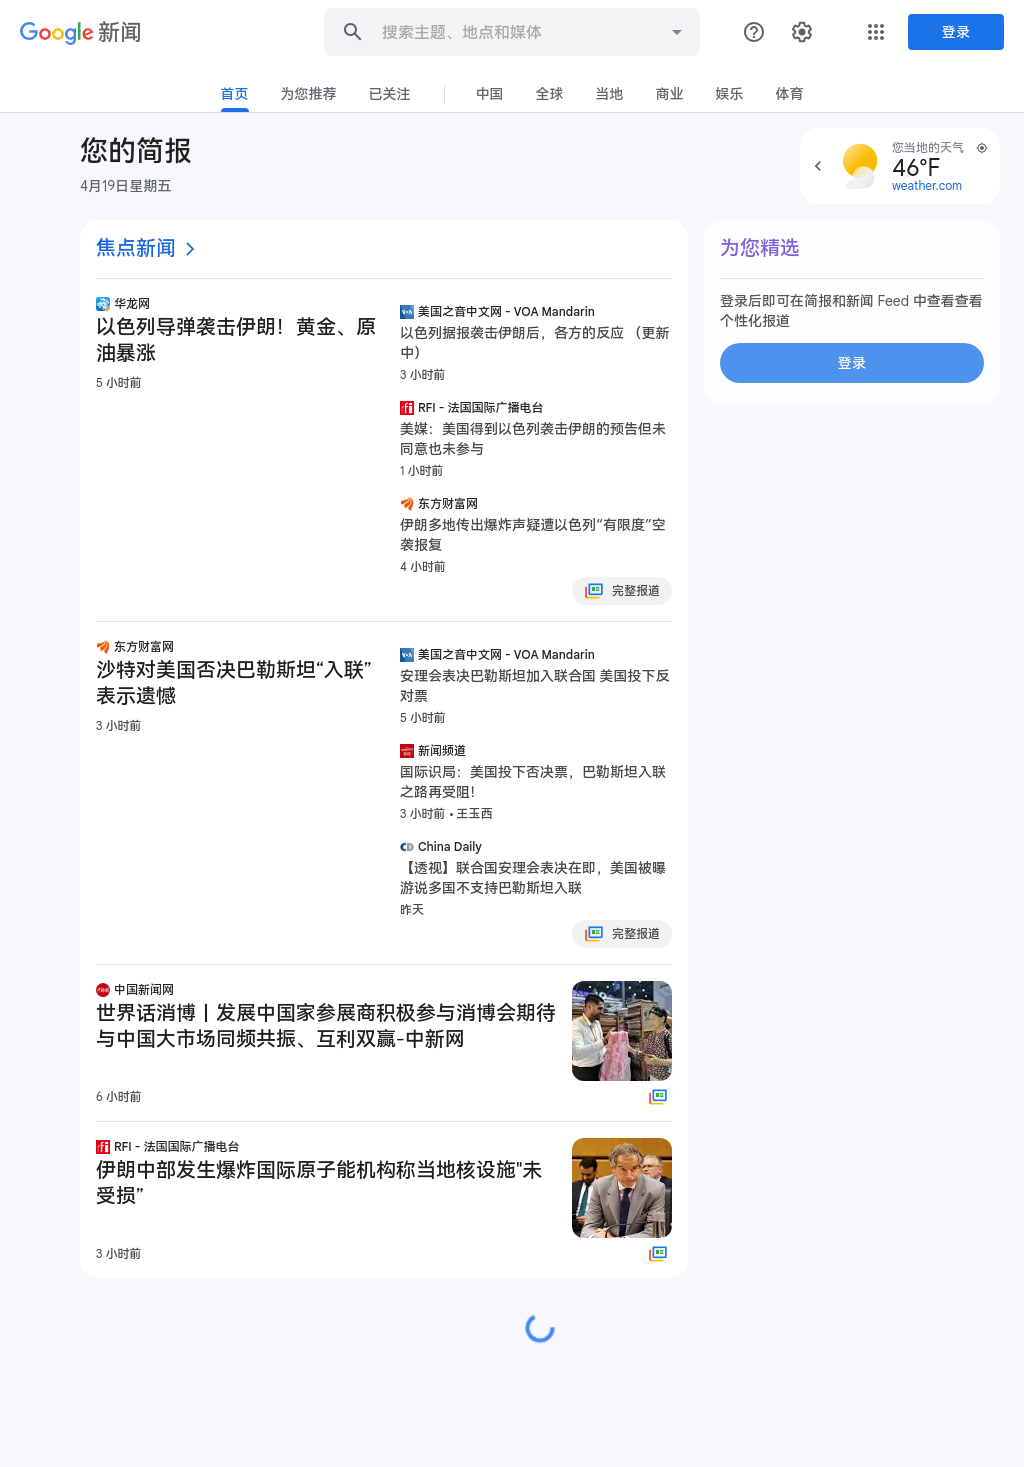 Google 新闻
搜索主题、地点和媒体
登录
首页
为您推荐
已关注
中国
全球
当地
商业
娱乐
体育
您的简报
4月19日星期五
您当地的天气
46°F
weather.com
焦点新闻
华龙网
以色列导弹袭击伊朗！黄金、原
油暴涨
5 小时前
美国之音中文网 - VOA Mandarin
以色列据报袭击伊朗后，各方的反应 （更新
中）
3 小时前
RFI - 法国国际广播电台
美媒：美国得到以色列袭击伊朗的预告但未
同意也未参与
1 小时前
东方财富网
伊朗多地传出爆炸声疑遭以色列“有限度”空
袭报复
4 小时前
完整报道
东方财富网
沙特对美国否决巴勒斯坦“入联”
表示遗憾
3 小时前
美国之音中文网 - VOA Mandarin
安理会表决巴勒斯坦加入联合国 美国投下反
对票
5 小时前
新闻频道
国际识局：美国投下否决票，巴勒斯坦入联
之路再受阻！
3 小时前 • 王玉西
China Daily
【透视】联合国安理会表决在即，美国被曝
游说多国不支持巴勒斯坦入联
昨天
完整报道
中国新闻网
世界话消博丨发展中国家参展商积极参与消博会期待
与中国大市场同频共振、互利双赢-中新网
6 小时前
RFI - 法国国际广播电台
伊朗中部发生爆炸国际原子能机构称当地核设施"未
受损”
3 小时前
为您精选
登录后即可在简报和新闻 Feed 中查看查看
个性化报道
登录